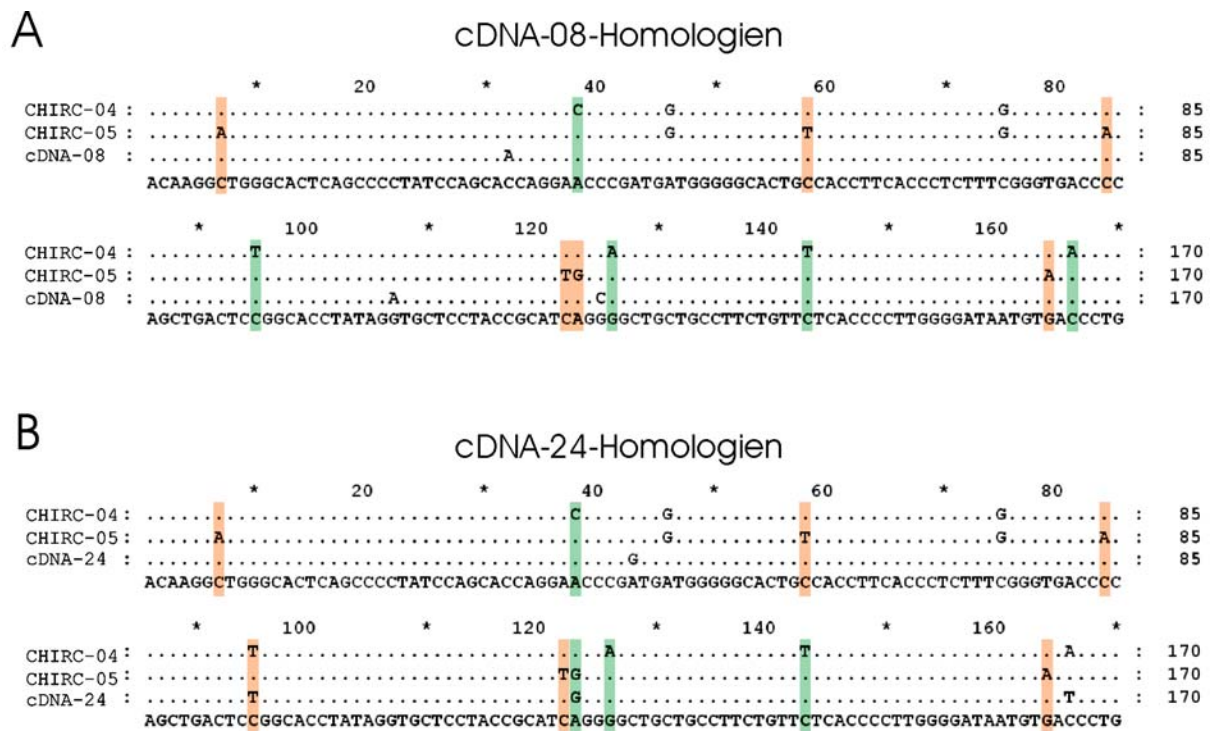 A
cDNA-08-Homologien
* 20 * 40 * 60 * 80
CHIRC-04 : .....................................C.......G............................G.......... : 85
CHIRC-05 : ......A......................................G...........T................G........A. : 85
cDNA-08 : ...............................A..................................................... : 85
ACAAGGCTGGGCACTCAGCCCCTATCCAGCACCAGGAACCCGATGATGGGGGCACTGCCACCTTCACCCTCTTTCGGGTGACCCC
* 100 * 120 * 140 * 160 *
CHIRC-04 : .........T..............................A................T......................A.... : 170
CHIRC-05 : ....................................TG........................................A...... : 170
cDNA-08 : .....................A.................C............................................. : 170
AGCTGACTCCGGCACCTATAGGTGCTCCTACCGCATCAGGGGCTGCTGCCTTCTGTTCTCACCCCTTGGGGATAATGTGACCCTG
B
cDNA-24-Homologien
* 20 * 40 * 60 * 80
CHIRC-04 : .....................................C.......G............................G.......... : 85
CHIRC-05 : ......A......................................G...........T................G........A. : 85
cDNA-24 : ..........................................G.......................................... : 85
ACAAGGCTGGGCACTCAGCCCCTATCCAGCACCAGGAACCCGATGATGGGGGCACTGCCACCTTCACCCTCTTTCGGGTGACCCC
* 100 * 120 * 140 * 160 *
CHIRC-04 : .........T..............................A................T......................A.... : 170
CHIRC-05 : ....................................TG........................................A...... : 170
cDNA-24 : .........T...........................G..........................................T.... : 170
AGCTGACTCCGGCACCTATAGGTGCTCCTACCGCATCAGGGGCTGCTGCCTTCTGTTCTCACCCCTTGGGGATAATGTGACCCTG